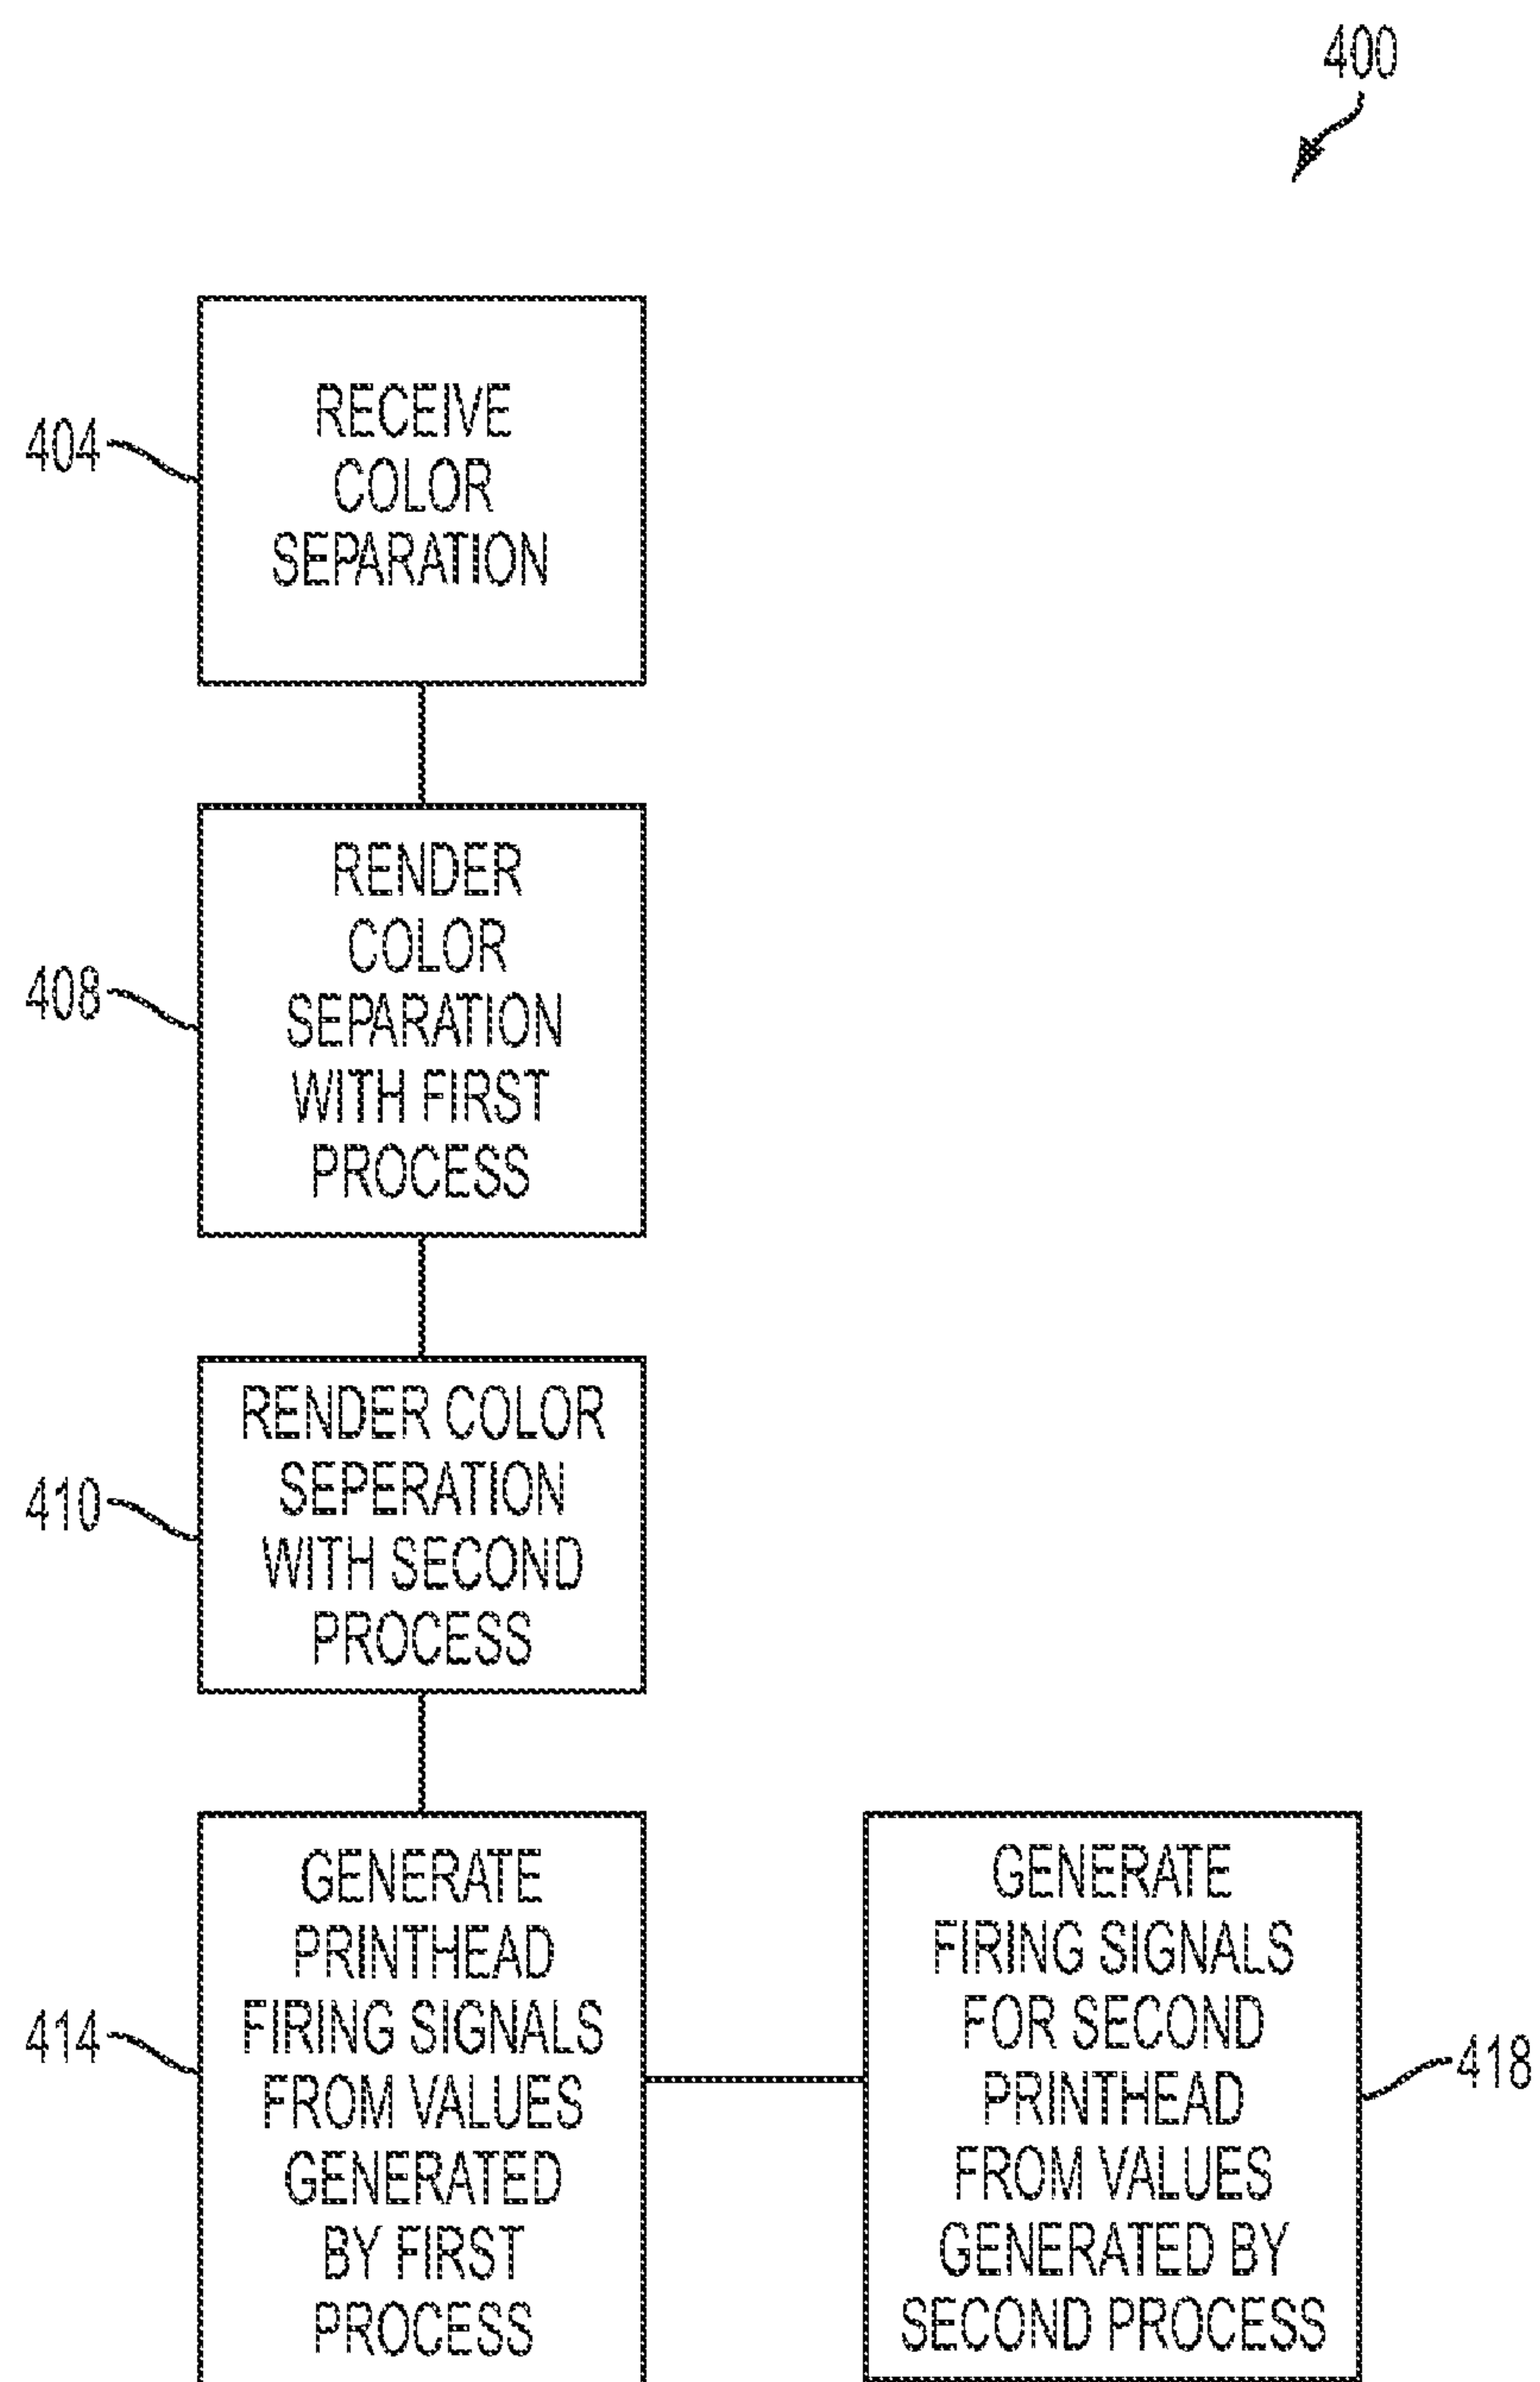 400
404
RECEIVE
COLOR
SEPARATION
408
RENDER
COLOR
SEPARATION
WITH FIRST
PROCESS
410
RENDER COLOR
SEPERATION
WITH SECOND
PROCESS
414
GENERATE
PRINTHEAD
FIRING SIGNALS
FROM VALUES
GENERATED
BY FIRST
PROCESS
GENERATE
FIRING SIGNALS
FOR SECOND
PRINTHEAD
FROM VALUES
GENERATED BY
SECOND PROCESS
418